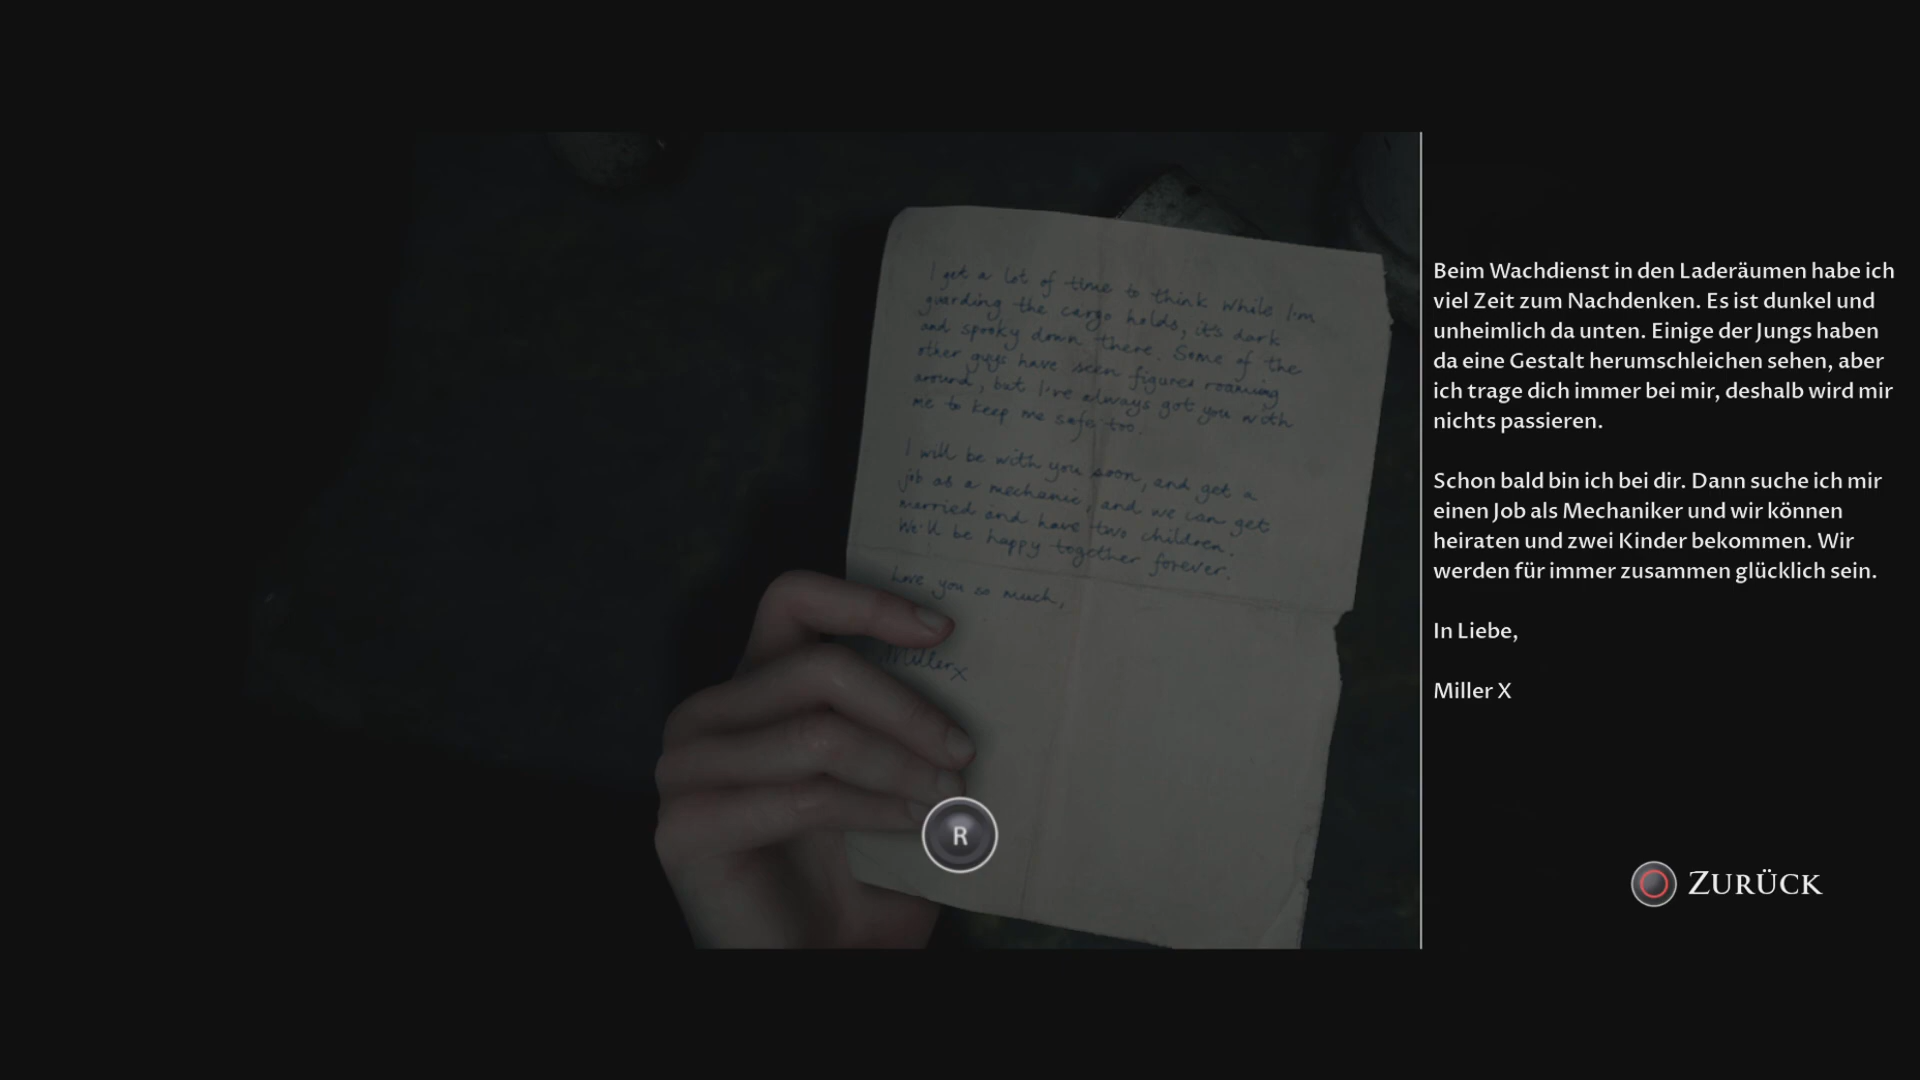 I get a lot of time to think while I'm
guarding the cargo holds, it's dark
and spooky down there. Some of the
other guys have seen figures roaming
around, but I've always got you with
me to keep me safe too.
I will be with you soon, and get a
job as a mechanic, and we can get
married and have two children.
We'll be happy together forever.
Love you so much,
Miller x
R
Beim Wachdienst in den Laderäumen habe ich
viel Zeit zum Nachdenken. Es ist dunkel und
unheimlich da unten. Einige der Jungs haben
da eine Gestalt herumschleichen sehen, aber
ich trage dich immer bei mir, deshalb wird mir
nichts passieren.
Schon bald bin ich bei dir. Dann suche ich mir
einen Job als Mechaniker und wir können
heiraten und zwei Kinder bekommen. Wir
werden für immer zusammen glücklich sein.
In Liebe,
Miller X
ZURÜCK